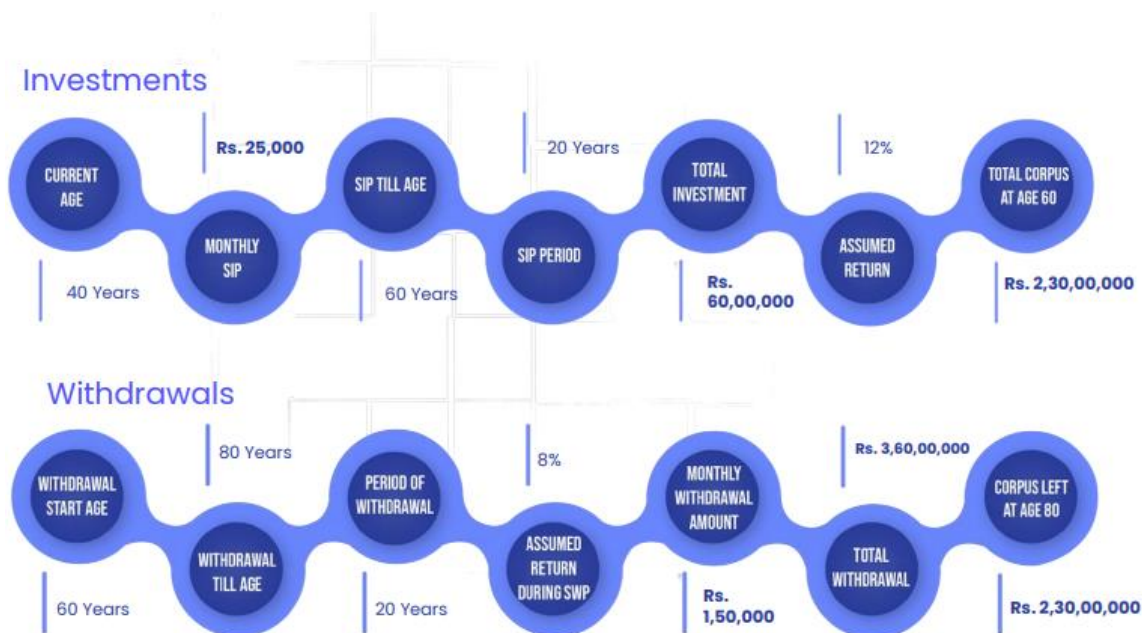 Investments
CURRENT
AGE
40 Years
Rs. 25,000
MONTHLY
SIP
SIP TILL AGE
60 Years
20 Years
SIP PERIOD
TOTAL
INVESTMENT
Rs.
60,00,000
12%
ASSUMED
RETURN
TOTAL CORPUS
AT AGE 60
Rs. 2,30,00,000
Withdrawals
WITHDRAWAL
START AGE
60 Years
80 Years
WITHDRAWAL
TILL AGE
PERIOD OF
WITHDRAWAL
20 Years
8%
ASSUMED
RETURN
DURING SWP
MONTHLY
WITHDRAWAL
AMOUNT
Rs.
1,50,000
Rs. 3,60,00,000
TOTAL
WITHDRAWAL
CORPUS LEFT
AT AGE 80
Rs. 2,30,00,000